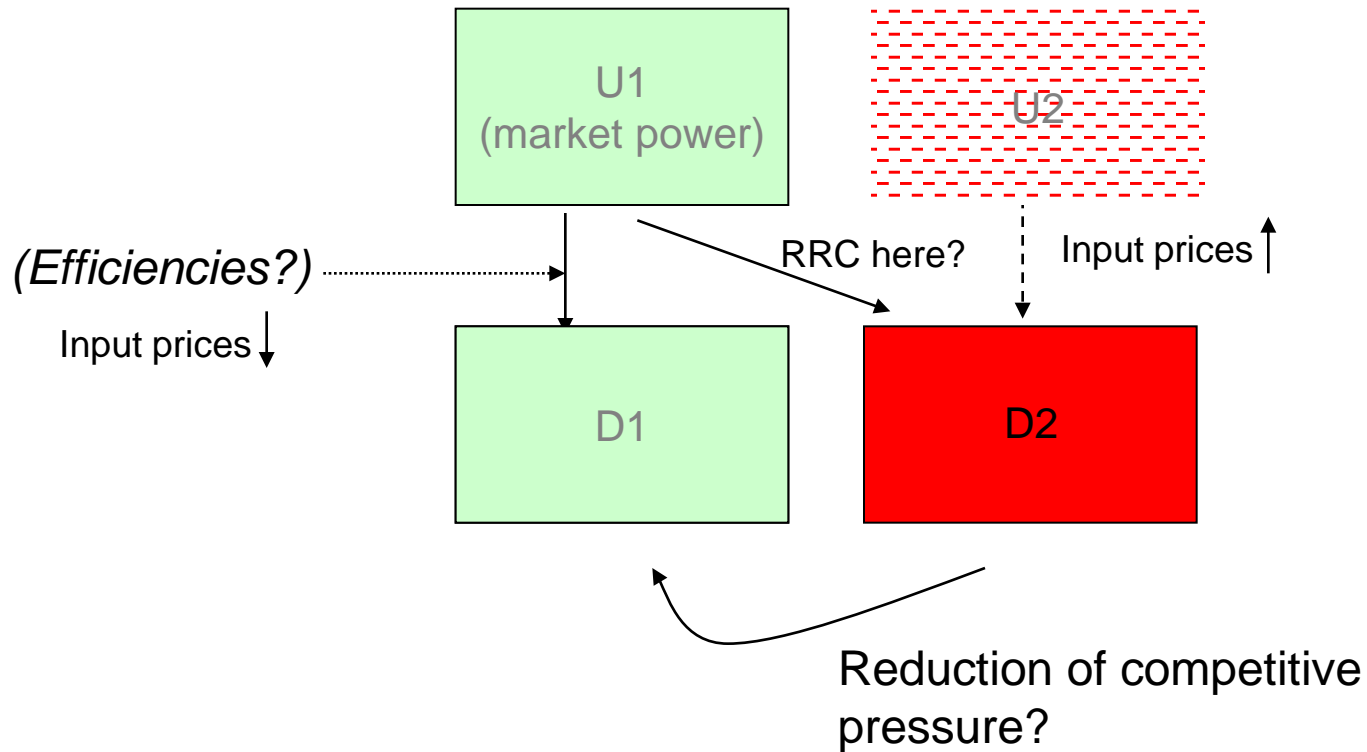 U1
(market power)
U2
(Efficiencies?)
RRC here?
Input prices
Input prices
D1
D2
Reduction of competitive
pressure?